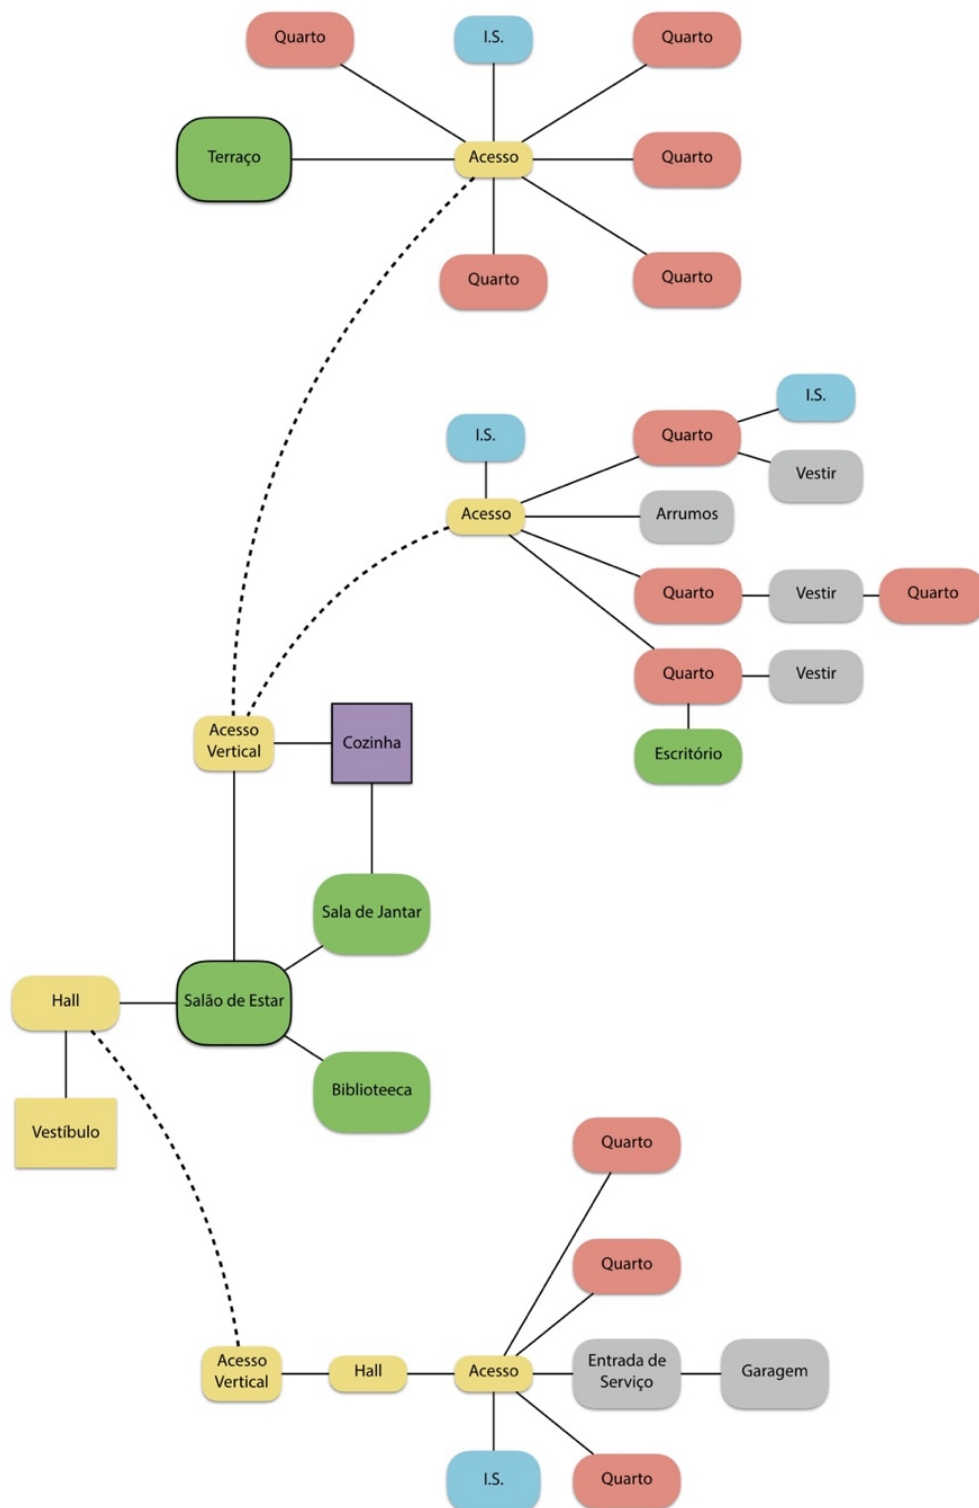 Quarto
I.S.
Quarto
Terraço
Acesso
Quarto
Quarto
Quarto
I.S.
I.S.
Quarto
Vestir
Acesso
Arrumos
Quarto
Vestir
Quarto
Quarto
Vestir
Acesso
Vertical
Cozinha
Escritório
Sala de Jantar
Hall
Salão de Estar
Biblioteeca
Vestíbulo
Quarto
Quarto
Acesso
Vertical
Hall
Acesso
Entrada de
Serviço
Garagem
I.S.
Quarto